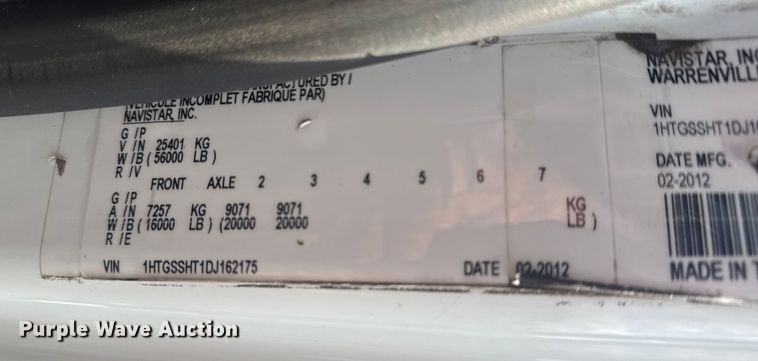 MANUFACTURED BY /
(VEHICULE INCOMPLET FABRIQUE PAR)
NAVISTAR, INC.
G /P
V / N 25401 KG
W / B ( 56000 LB )
R / V
FRONT AXLE 2 3 4 5 6 7
G / P
A / N 7257 KG 9071 9071 KG
W / B ( 16000 LB ) (20000 20000 LB )
R / E
VIN 1HTGSSHT1DJ162175 DATE 02-2012
NAVISTAR, INC
WARRENVILL
VIN
1HTGSSHT1DJ1
DATE MFG.
02-2012
MADE IN
Purple Wave Auction